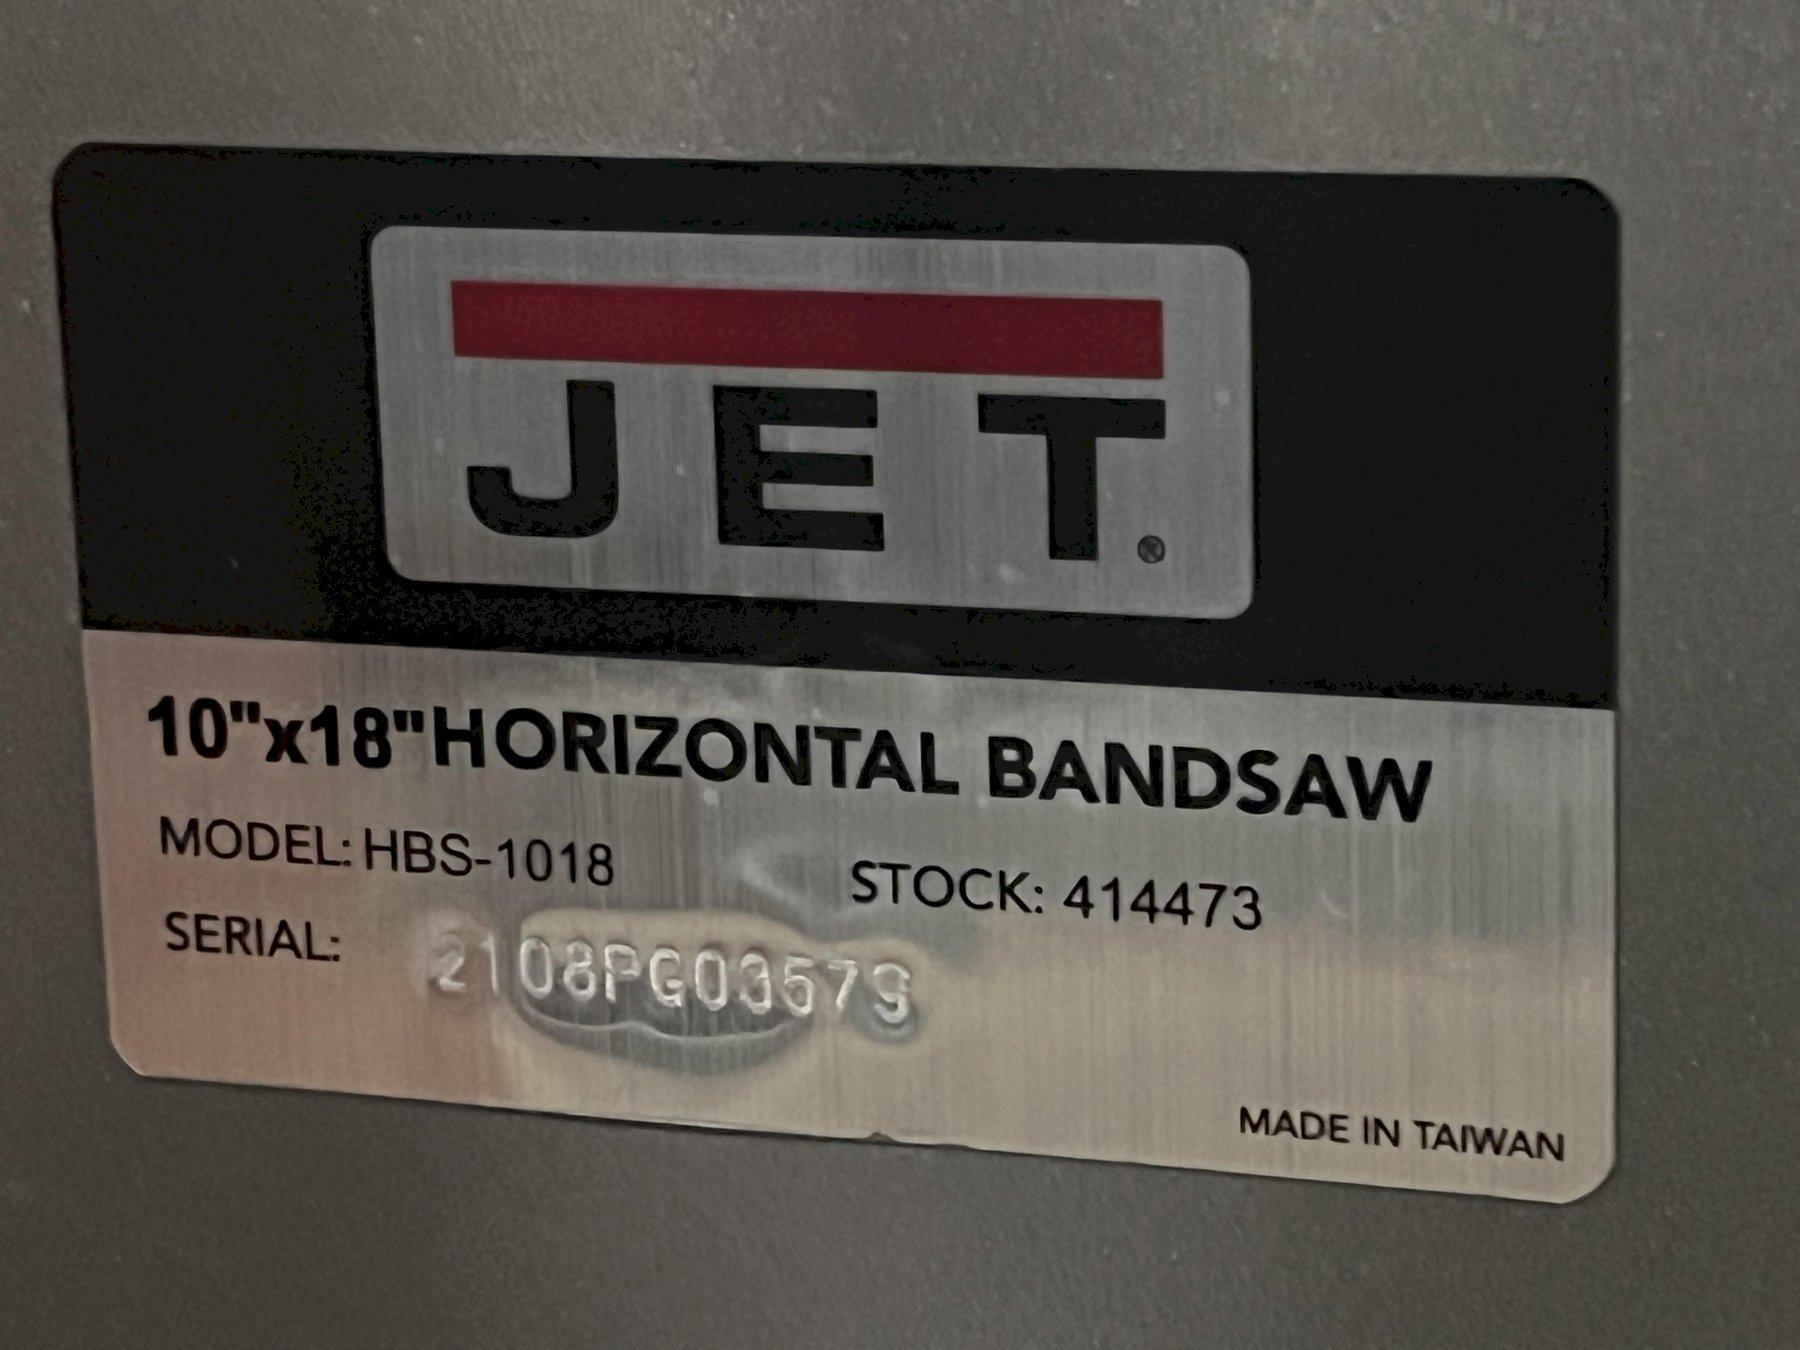 JET®
10"x18"HORIZONTAL BANDSAW
MODEL: HBS-1018 STOCK: 414473
SERIAL: 2108PG03579
MADE IN TAIWAN